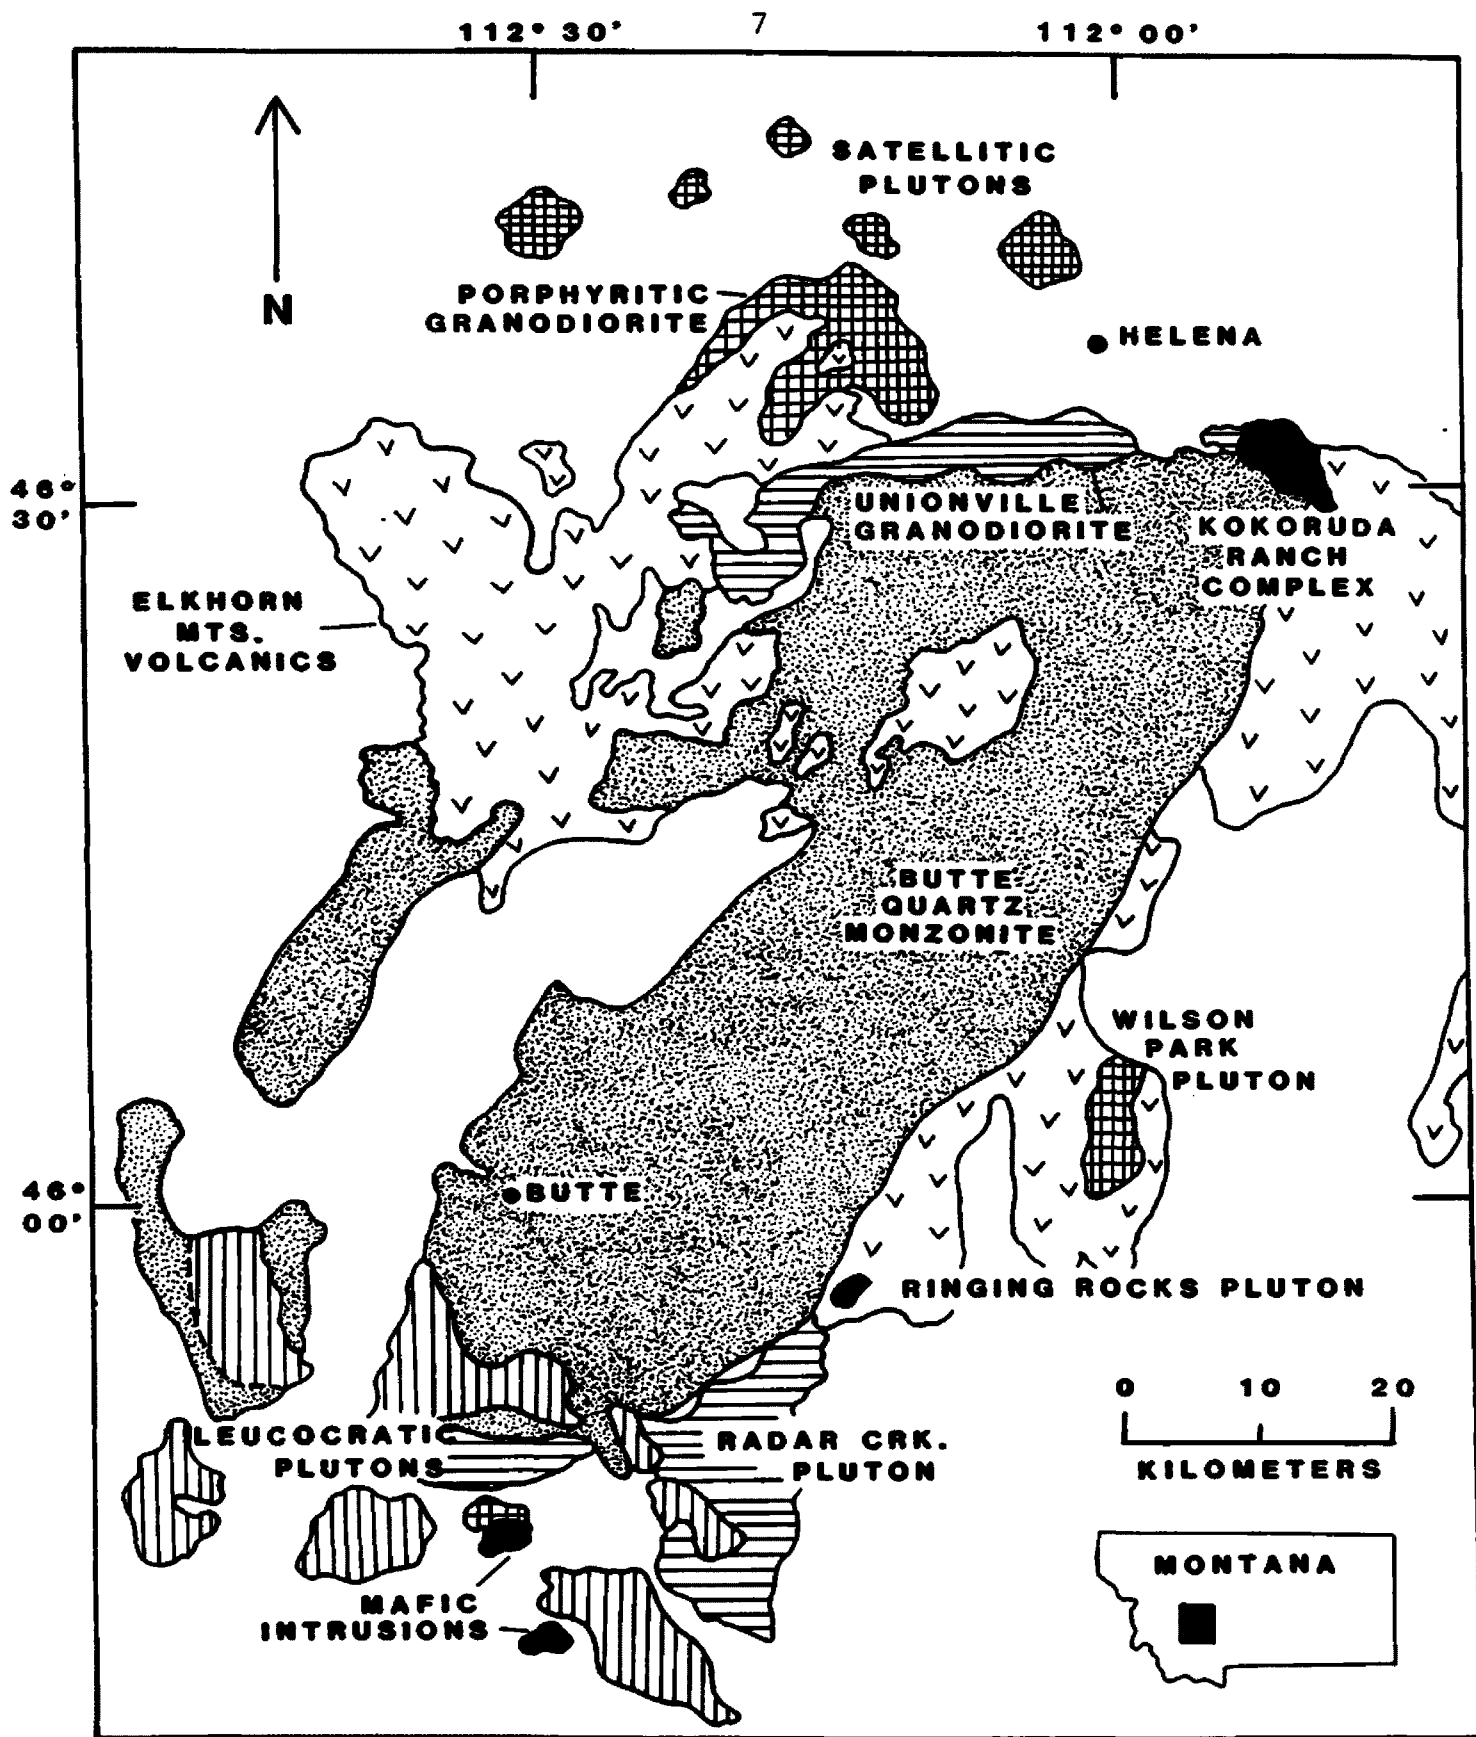 7
112° 30'
112° 00'
SATELLITIC
PLUTONS
N
PORPHYRITIC
GRANODIORITE
HELENA
46°
30'
UNIONVILLE
GRANODIORITE
KOKORUDA
RANCH
COMPLEX
ELKHORN
MTS.
VOLCANICS
BUTTE
QUARTZ
MONZONITE
WILSON
PARK
PLUTON
46°
00'
BUTTE
RINGING ROCKS PLUTON
0 10 20
KILOMETERS
LEUCOCRATIC
PLUTONS
RADAR CRK.
PLUTON
MAFIC
INTRUSIONS
MONTANA